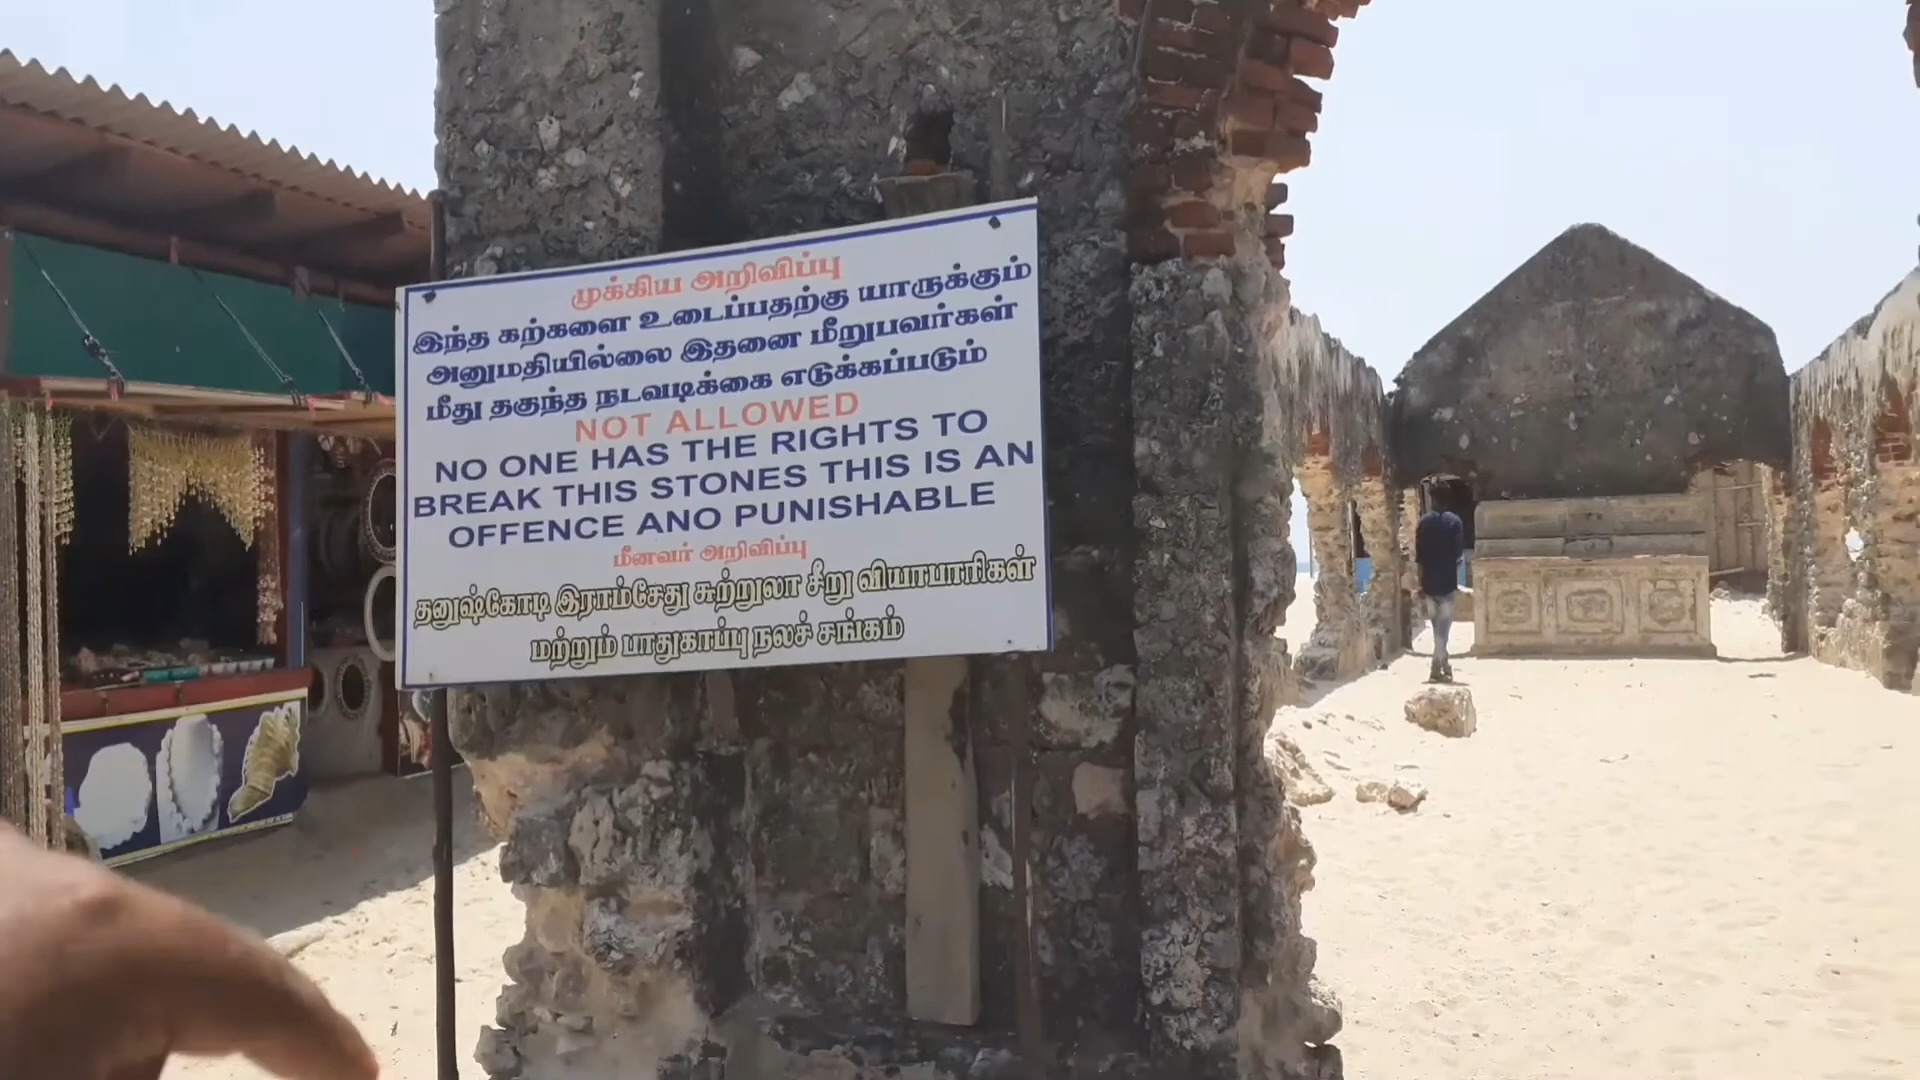 முக்கிய அறிவிப்பு
இந்த கற்களை உடைப்பதற்கு யாருக்கும்
அனுமதியில்லை இதனை மீறுபவர்கள்
மீது தகுந்த நடவடிக்கை எடுக்கப்படும்
NOT ALLOWED
NO ONE HAS THE RIGHTS TO
BREAK THIS STONES THIS IS AN
OFFENCE ANO PUNISHABLE
மீனவர் அறிவிப்பு
தனுஷ்கோடி இராம்சேது சுற்றுலா சீறு வியாபாரிகள்
மற்றும் பாதுகாப்பு நலச் சங்கம்